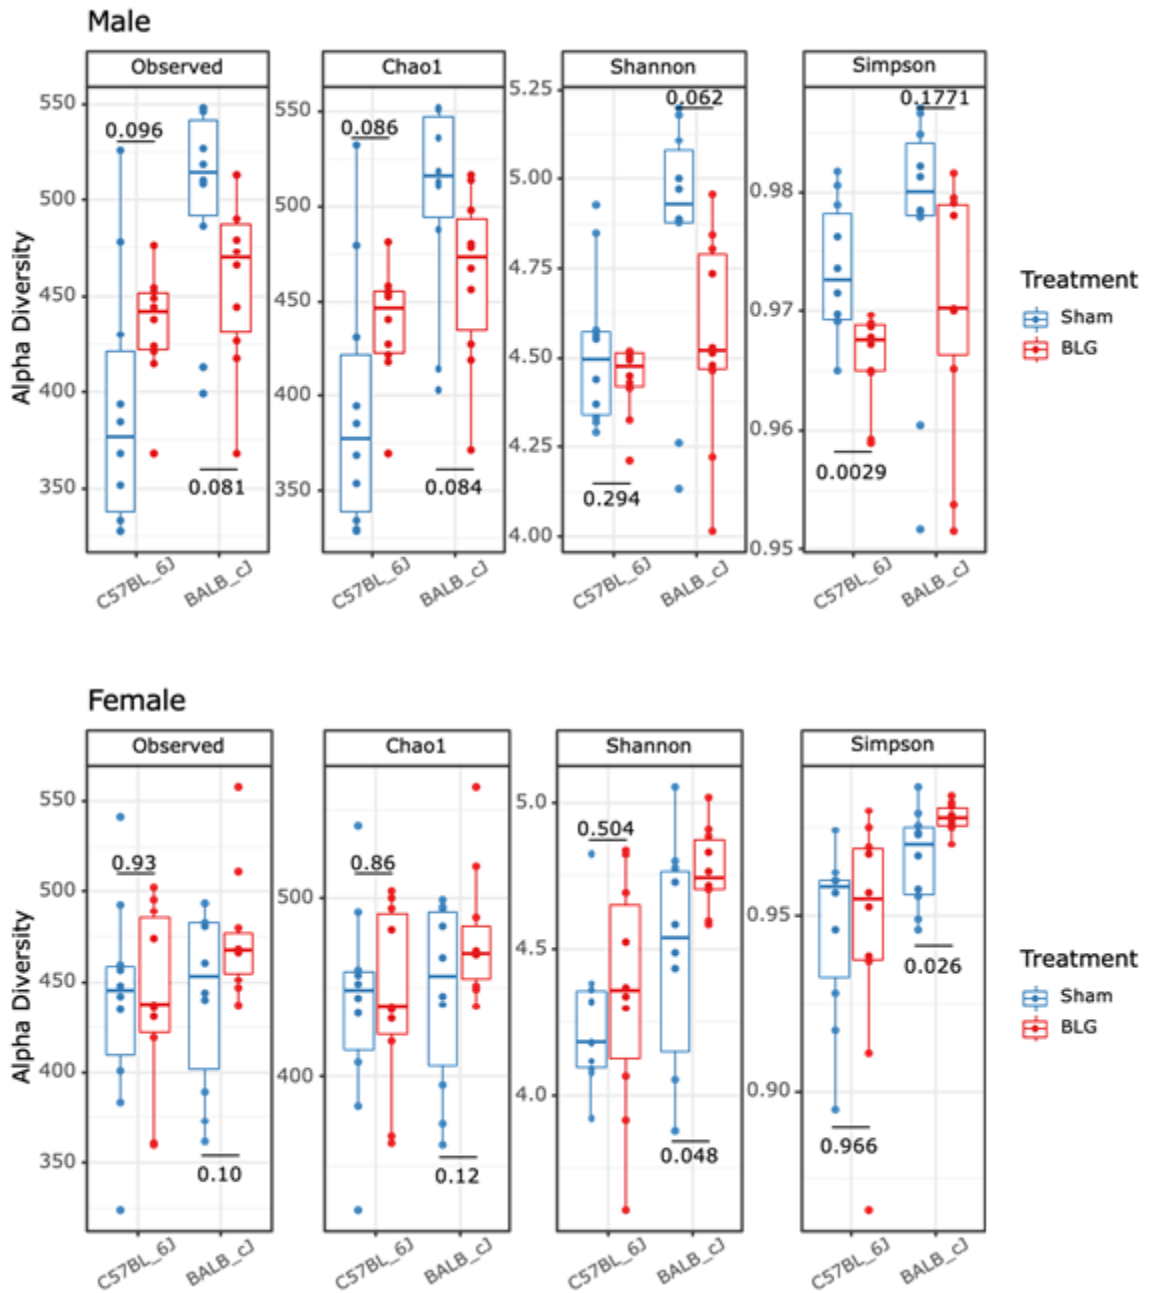 Male
Observed
Chao1
Shannon
Simpson
Alpha Diversity
550
500
450
400
350
0.096
0.081
C57BL_6J
BALB_cJ
550
500
450
400
350
0.086
0.084
C57BL_6J
BALB_cJ
5.25
5.00
4.75
4.50
4.25
4.00
0.062
0.294
C57BL_6J
BALB_cJ
0.98
0.97
0.96
0.95
0.1771
0.0029
C57BL_6J
BALB_cJ
Treatment
Sham
BLG
Female
Observed
Chao1
Shannon
Simpson
Alpha Diversity
550
500
450
400
350
0.93
0.10
C57BL_6J
BALB_cJ
500
400
0.86
0.12
C57BL_6J
BALB_cJ
5.0
4.5
4.0
0.504
0.048
C57BL_6J
BALB_cJ
0.95
0.90
0.026
0.966
C57BL_6J
BALB_cJ
Treatment
Sham
BLG